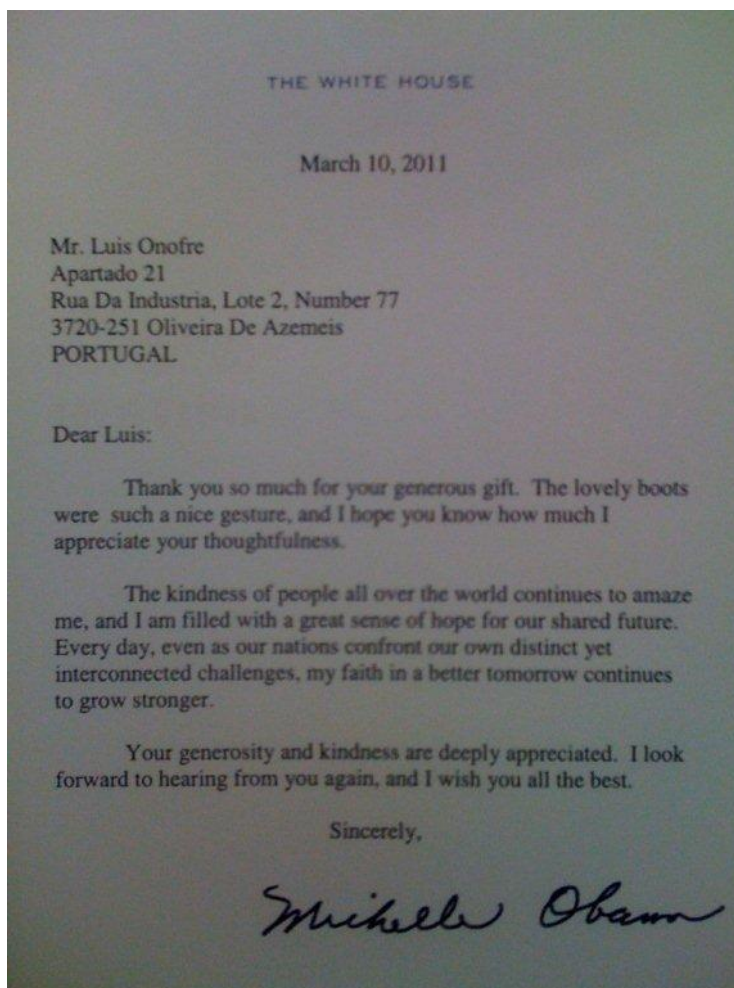 THE WHITE HOUSE
March 10, 2011
Mr. Luis Onofre
Apartado 21
Rua Da Industria, Lote 2, Number 77
3720-251 Oliveira De Azemeis
PORTUGAL
Dear Luis:
Thank you so much for your generous gift. The lovely boots
were such a nice gesture, and I hope you know how much I
appreciate your thoughtfulness.
The kindness of people all over the world continues to amaze
me, and I am filled with a great sense of hope for our shared future.
Every day, even as our nations confront our own distinct yet
interconnected challenges, my faith in a better tomorrow continues
to grow stronger.
Your generosity and kindness are deeply appreciated. I look
forward to hearing from you again, and I wish you all the best.
Sincerely,
Michelle Obama